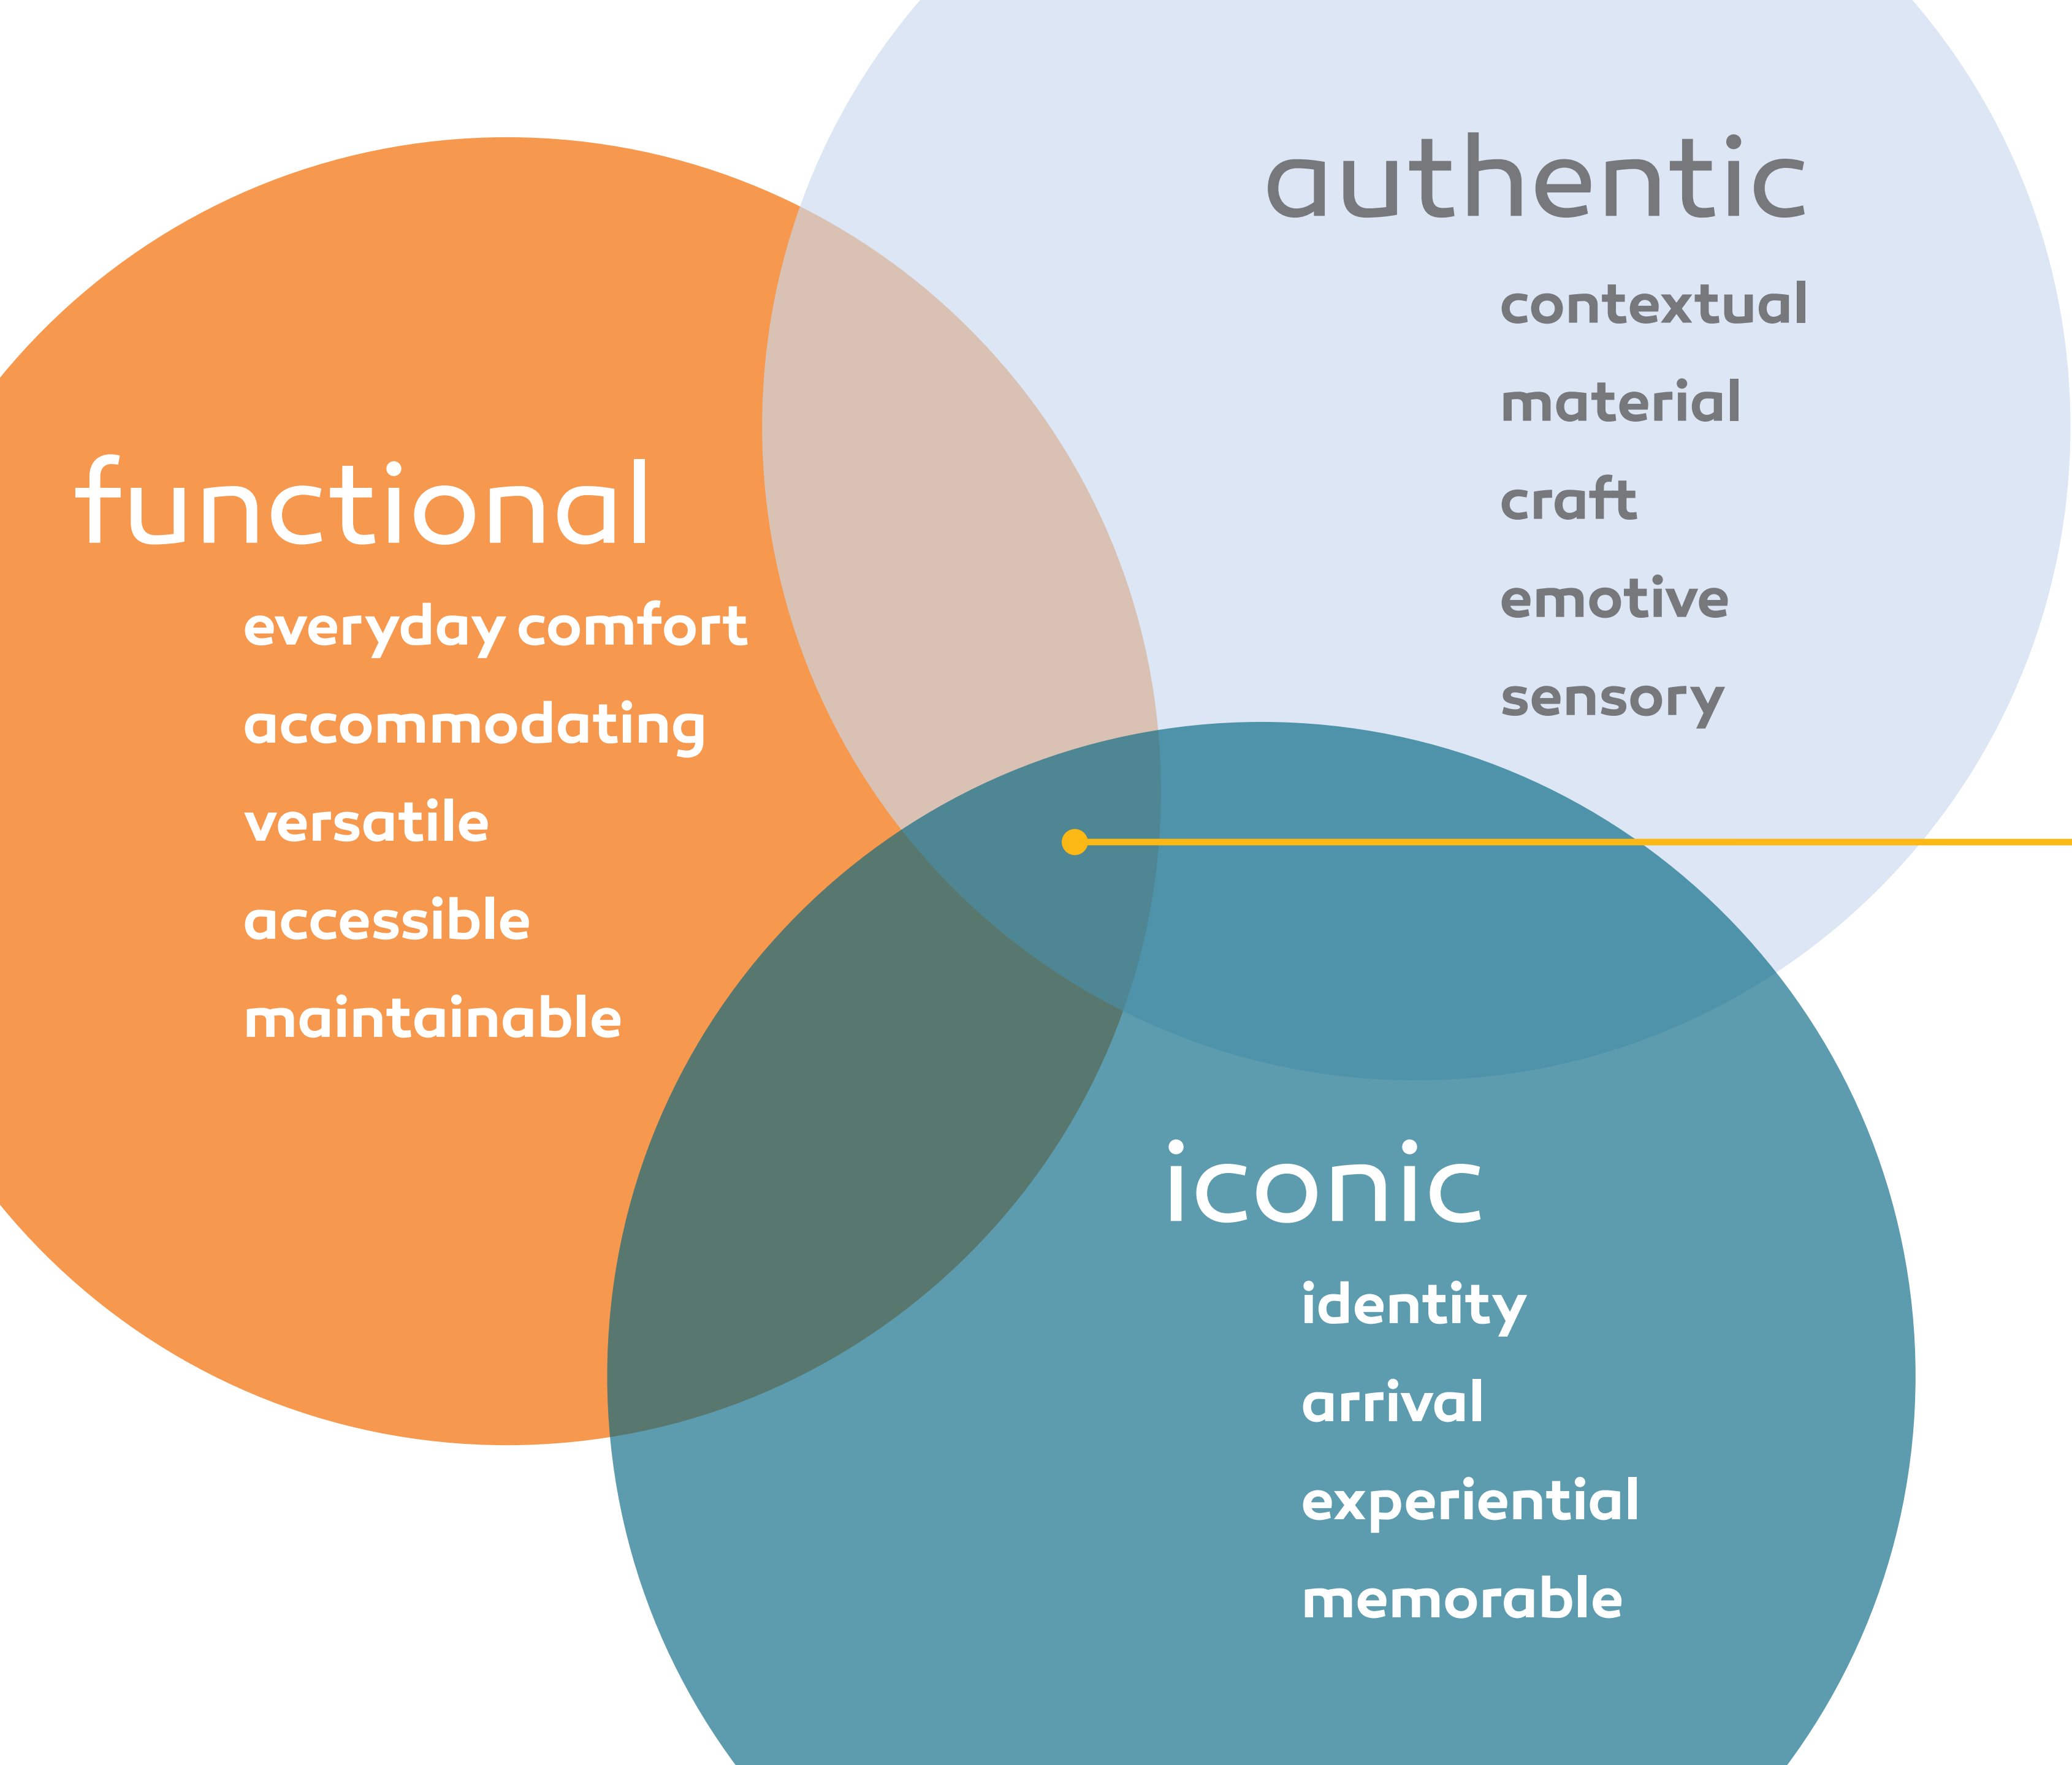 authentic
contextual
material
craft
emotive
sensory
functional
everyday comfort
accommodating
versatile
accessible
maintainable
iconic
identity
arrival
experiential
memorable